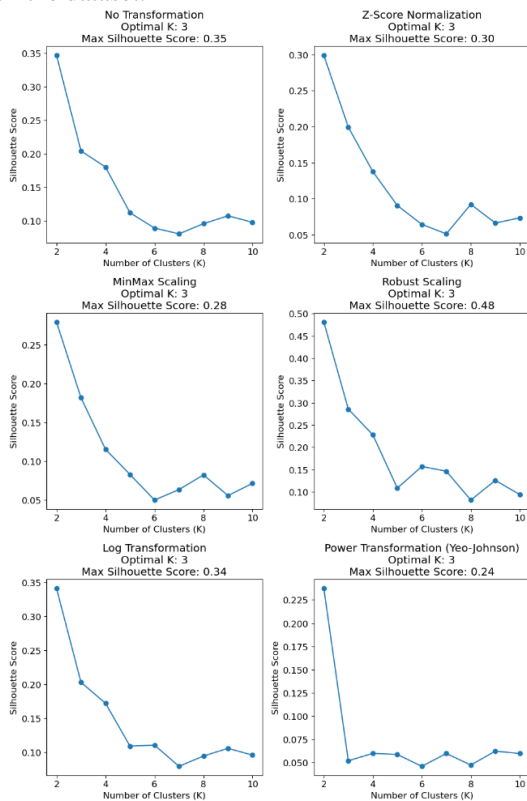 No Transformation
Optimal K: 3
Max Silhouette Score: 0.35
Silhouette Score
0.35
0.30
0.25
0.20
0.15
0.10
2 4 6 8 10
Number of Clusters (K)
Z-Score Normalization
Optimal K: 3
Max Silhouette Score: 0.30
Silhouette Score
0.30
0.25
0.20
0.15
0.10
0.05
2 4 6 8 10
Number of Clusters (K)
MinMax Scaling
Optimal K: 3
Max Silhouette Score: 0.28
Silhouette Score
0.25
0.20
0.15
0.10
0.05
2 4 6 8 10
Number of Clusters (K)
Robust Scaling
Optimal K: 3
Max Silhouette Score: 0.48
Silhouette Score
0.50
0.45
0.40
0.35
0.30
0.25
0.20
0.15
0.10
2 4 6 8 10
Number of Clusters (K)
Log Transformation
Optimal K: 3
Max Silhouette Score: 0.34
Silhouette Score
0.35
0.30
0.25
0.20
0.15
0.10
2 4 6 8 10
Number of Clusters (K)
Power Transformation (Yeo-Johnson)
Optimal K: 3
Max Silhouette Score: 0.24
Silhouette Score
0.225
0.200
0.175
0.150
0.125
0.100
0.075
0.050
2 4 6 8 10
Number of Clusters (K)